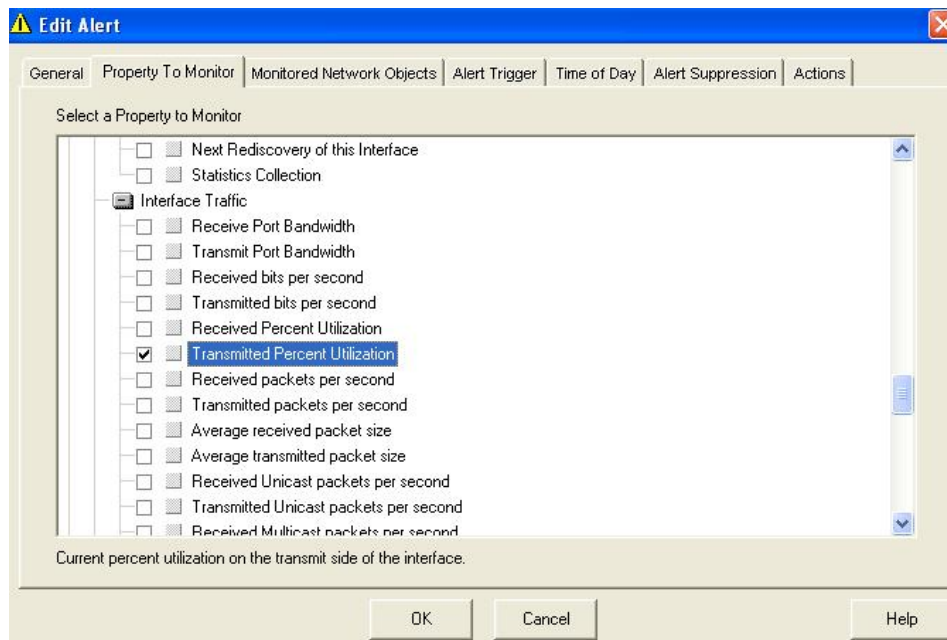 Edit Alert
General Property To Monitor Monitored Network Objects Alert Trigger Time of Day Alert Suppression Actions
Select a Property to Monitor
Next Rediscovery of this Interface
Statistics Collection
Interface Traffic
Receive Port Bandwidth
Transmit Port Bandwidth
Received bits per second
Transmitted bits per second
Received Percent Utilization
Transmitted Percent Utilization
Received packets per second
Transmitted packets per second
Average received packet size
Average transmitted packet size
Received Unicast packets per second
Transmitted Unicast packets per second
Received Multicast packets per second
Current percent utilization on the transmit side of the interface.
OK Cancel Help